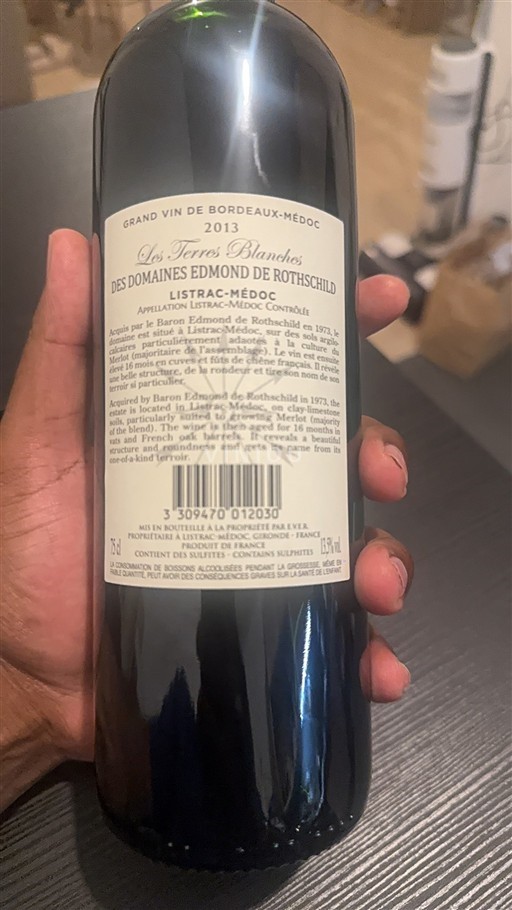 GRAND VIN DE BORDEAUX-MÉDOC
2013
Les Terres Blanches
DES DOMAINES EDMOND DE ROTHSCHILD
LISTRAC-MÉDOC
APPELLATION LISTRAC-MÉDOC CONTRÔLÉE
Acquis par le Baron Edmond de Rothschild en 1973, le
domaine est situé à Listrac-Médoc, sur des sols argilo-
calcaires particulièrement adaptés à la culture du
Merlot (majoritaire de l'assemblage). Le vin est ensuite
élevé 16 mois en cuves et fûts de chêne français. Il révèle
une belle structure, de la rondeur et tire son nom de son
terroir si particulier.
Acquired by Baron Edmond de Rothschild in 1973, the
estate is located in Listrac-Médoc, on clay-limestone
soils, particularly suited to growing Merlot (majority
of the blend). The wine is then aged for 16 months in
vats and French oak barrels. It reveals a beautiful
structure and roundness and gets its name from its
one-of-a-kind terroir.
3 309470 012030
MIS EN BOUTEILLE À LA PROPRIÉTÉ PAR E.V.E.R.
PROPRIÉTAIRE À LISTRAC-MÉDOC, GIRONDE - FRANCE
75 cl PRODUIT DE FRANCE 13,5% vol.
CONTIENT DES SULFITES - CONTAINS SULPHITES
LA CONSOMMATION DE BOISSONS ALCOOLISÉES PENDANT LA GROSSESSE, MÊME EN
FAIBLE QUANTITÉ, PEUT AVOIR DES CONSÉQUENCES GRAVES SUR LA SANTÉ DE L'ENFANT